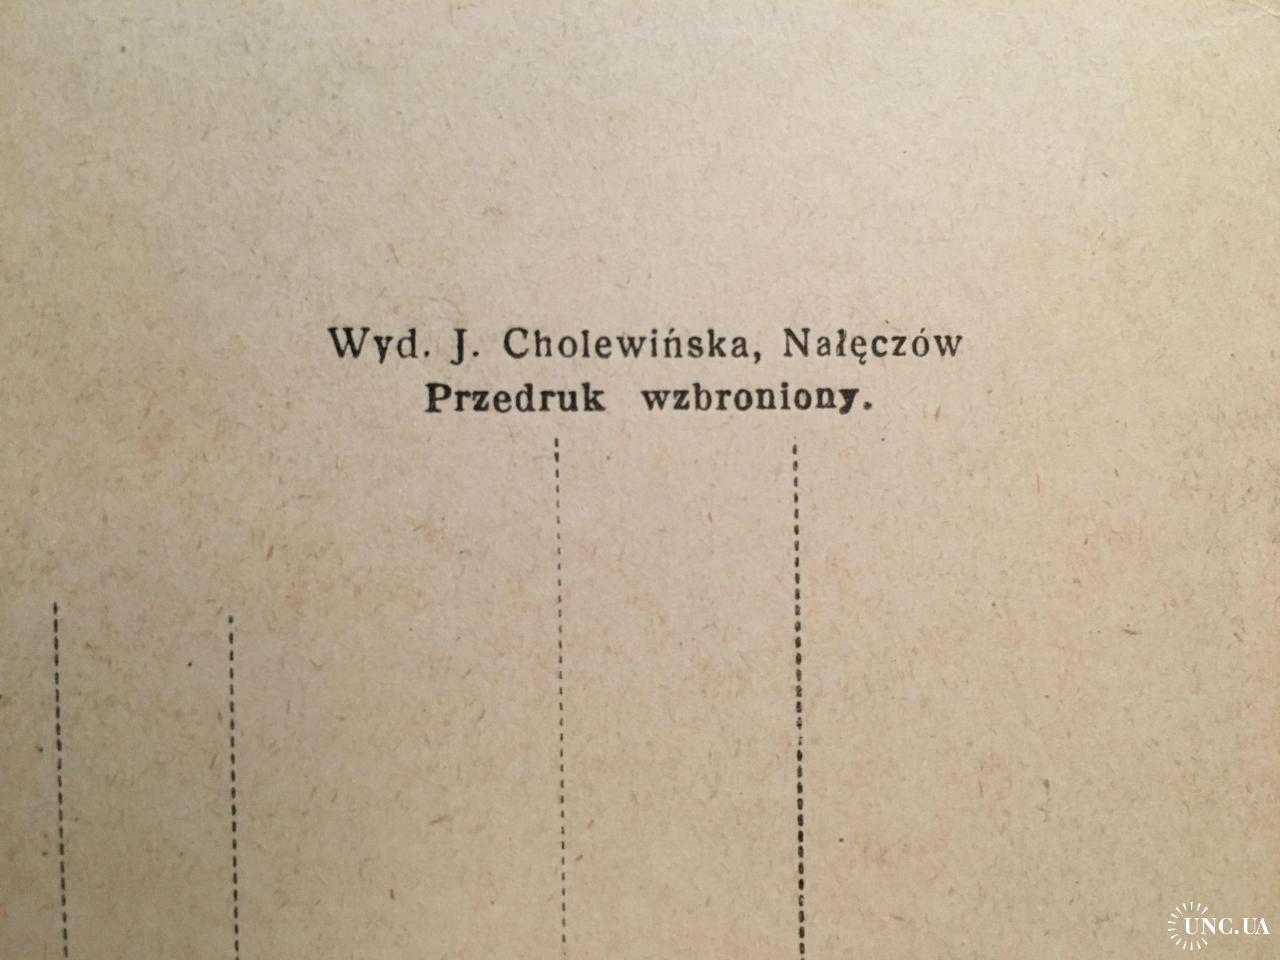 Wyd. J. Cholewińska, Nałęczów
Przedruk wzbroniony.
UNC.UA